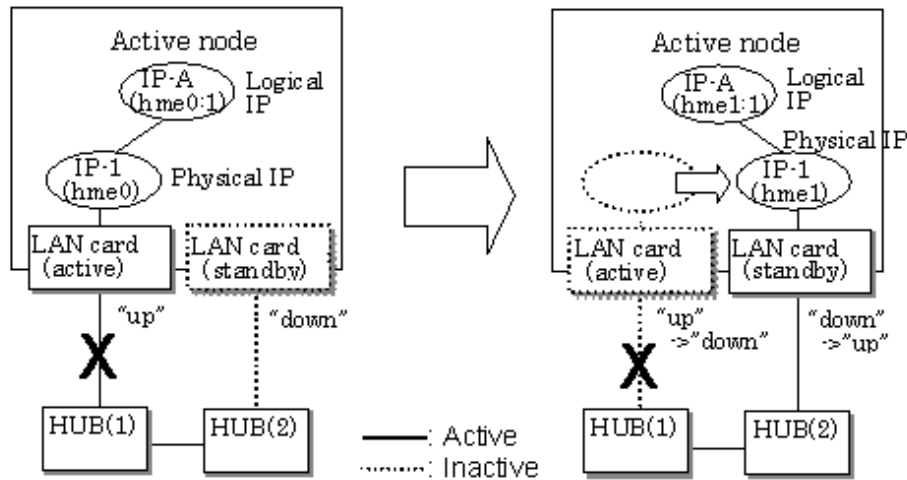 Active node
IP-A
(hme0:1)
Logical
IP
IP-1
(hme0)
Physical IP
LAN card
(active)
LAN card
(standby)
“up”
“down”
X
HUB(1)
HUB(2)
Active node
IP-A
(hme1:1)
Logical
IP
Physical IP
IP-1
(hme1)
LAN card
(active)
LAN card
(standby)
“up”
->”down”
“down”
->”up”
X
HUB(1)
HUB(2)
: Active
: Inactive